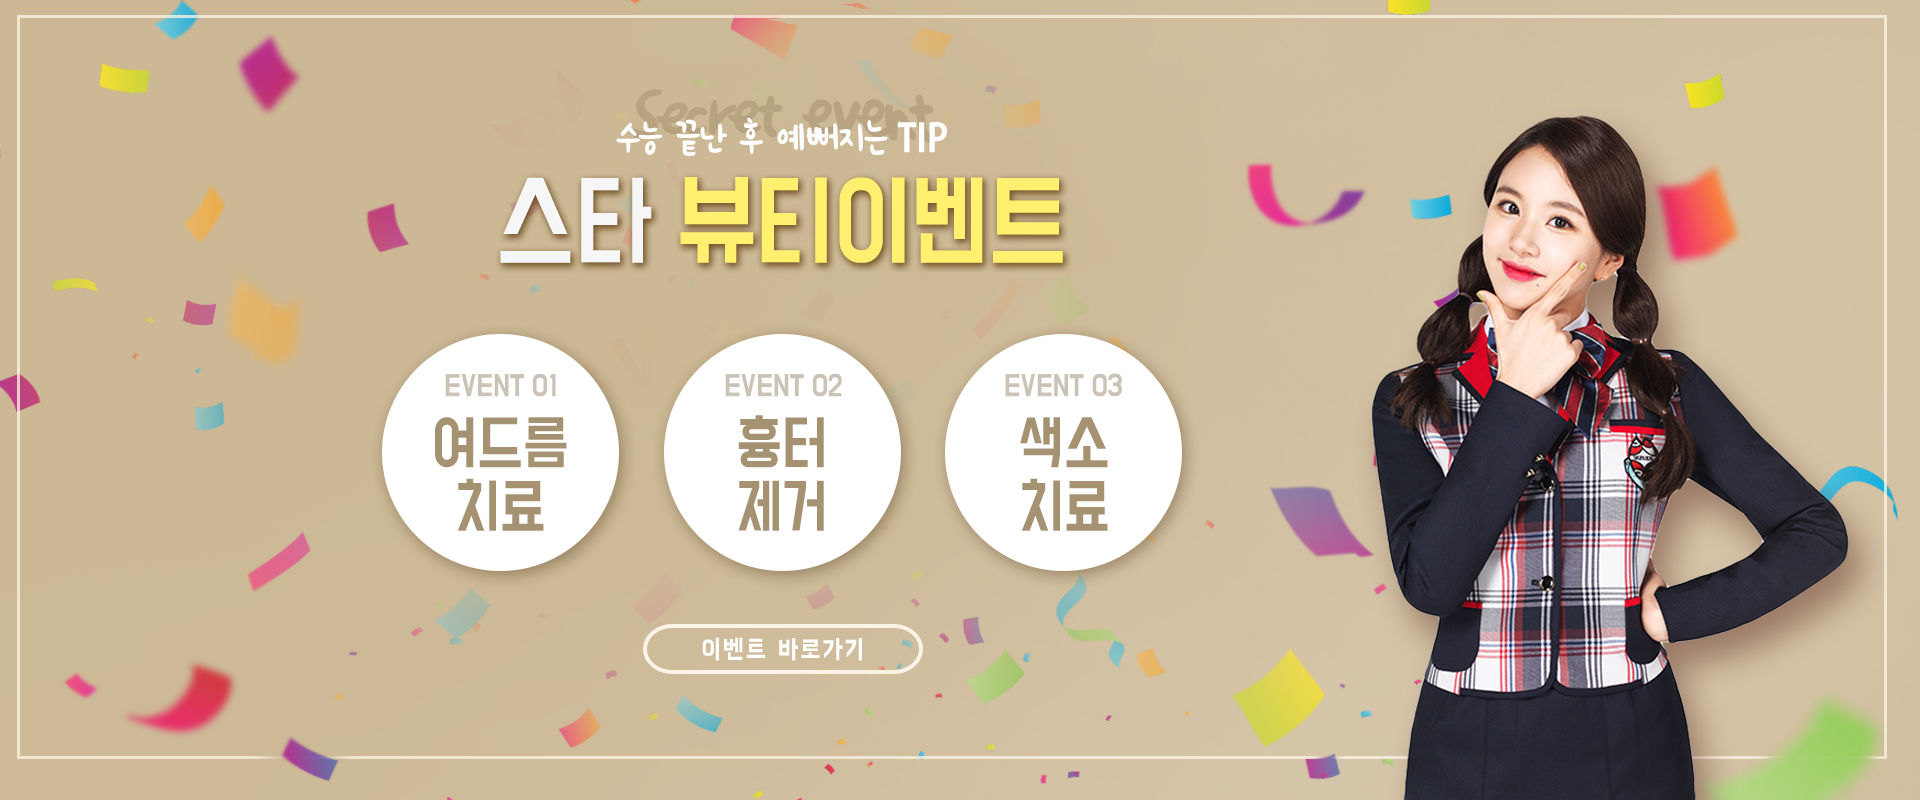 Secret event
수능 끝난 후 예뻐지는 TIP
스타 뷰티이벤트
EVENT 01
여드름
치료
EVENT 02
흉터
제거
EVENT 03
색소
치료
이벤트 바로가기